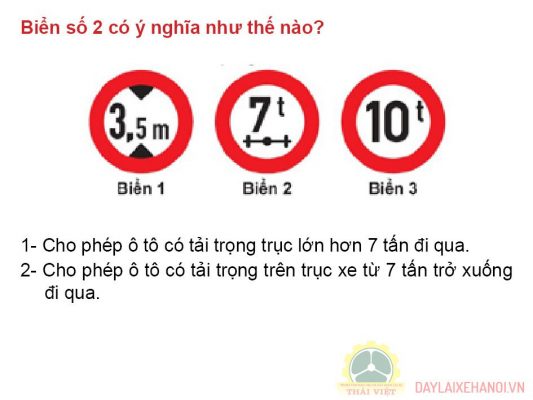 Biển số 2 có ý nghĩa như thế nào?
3,5 m
7 t
10 t
Biển 1
Biển 2
Biển 3
1- Cho phép ô tô có tải trọng trục lớn hơn 7 tấn đi qua.
2- Cho phép ô tô có tải trọng trên trục xe từ 7 tấn trở xuống
đi qua.
THÁI VIỆT
DAYLAIXEHANOI.VN